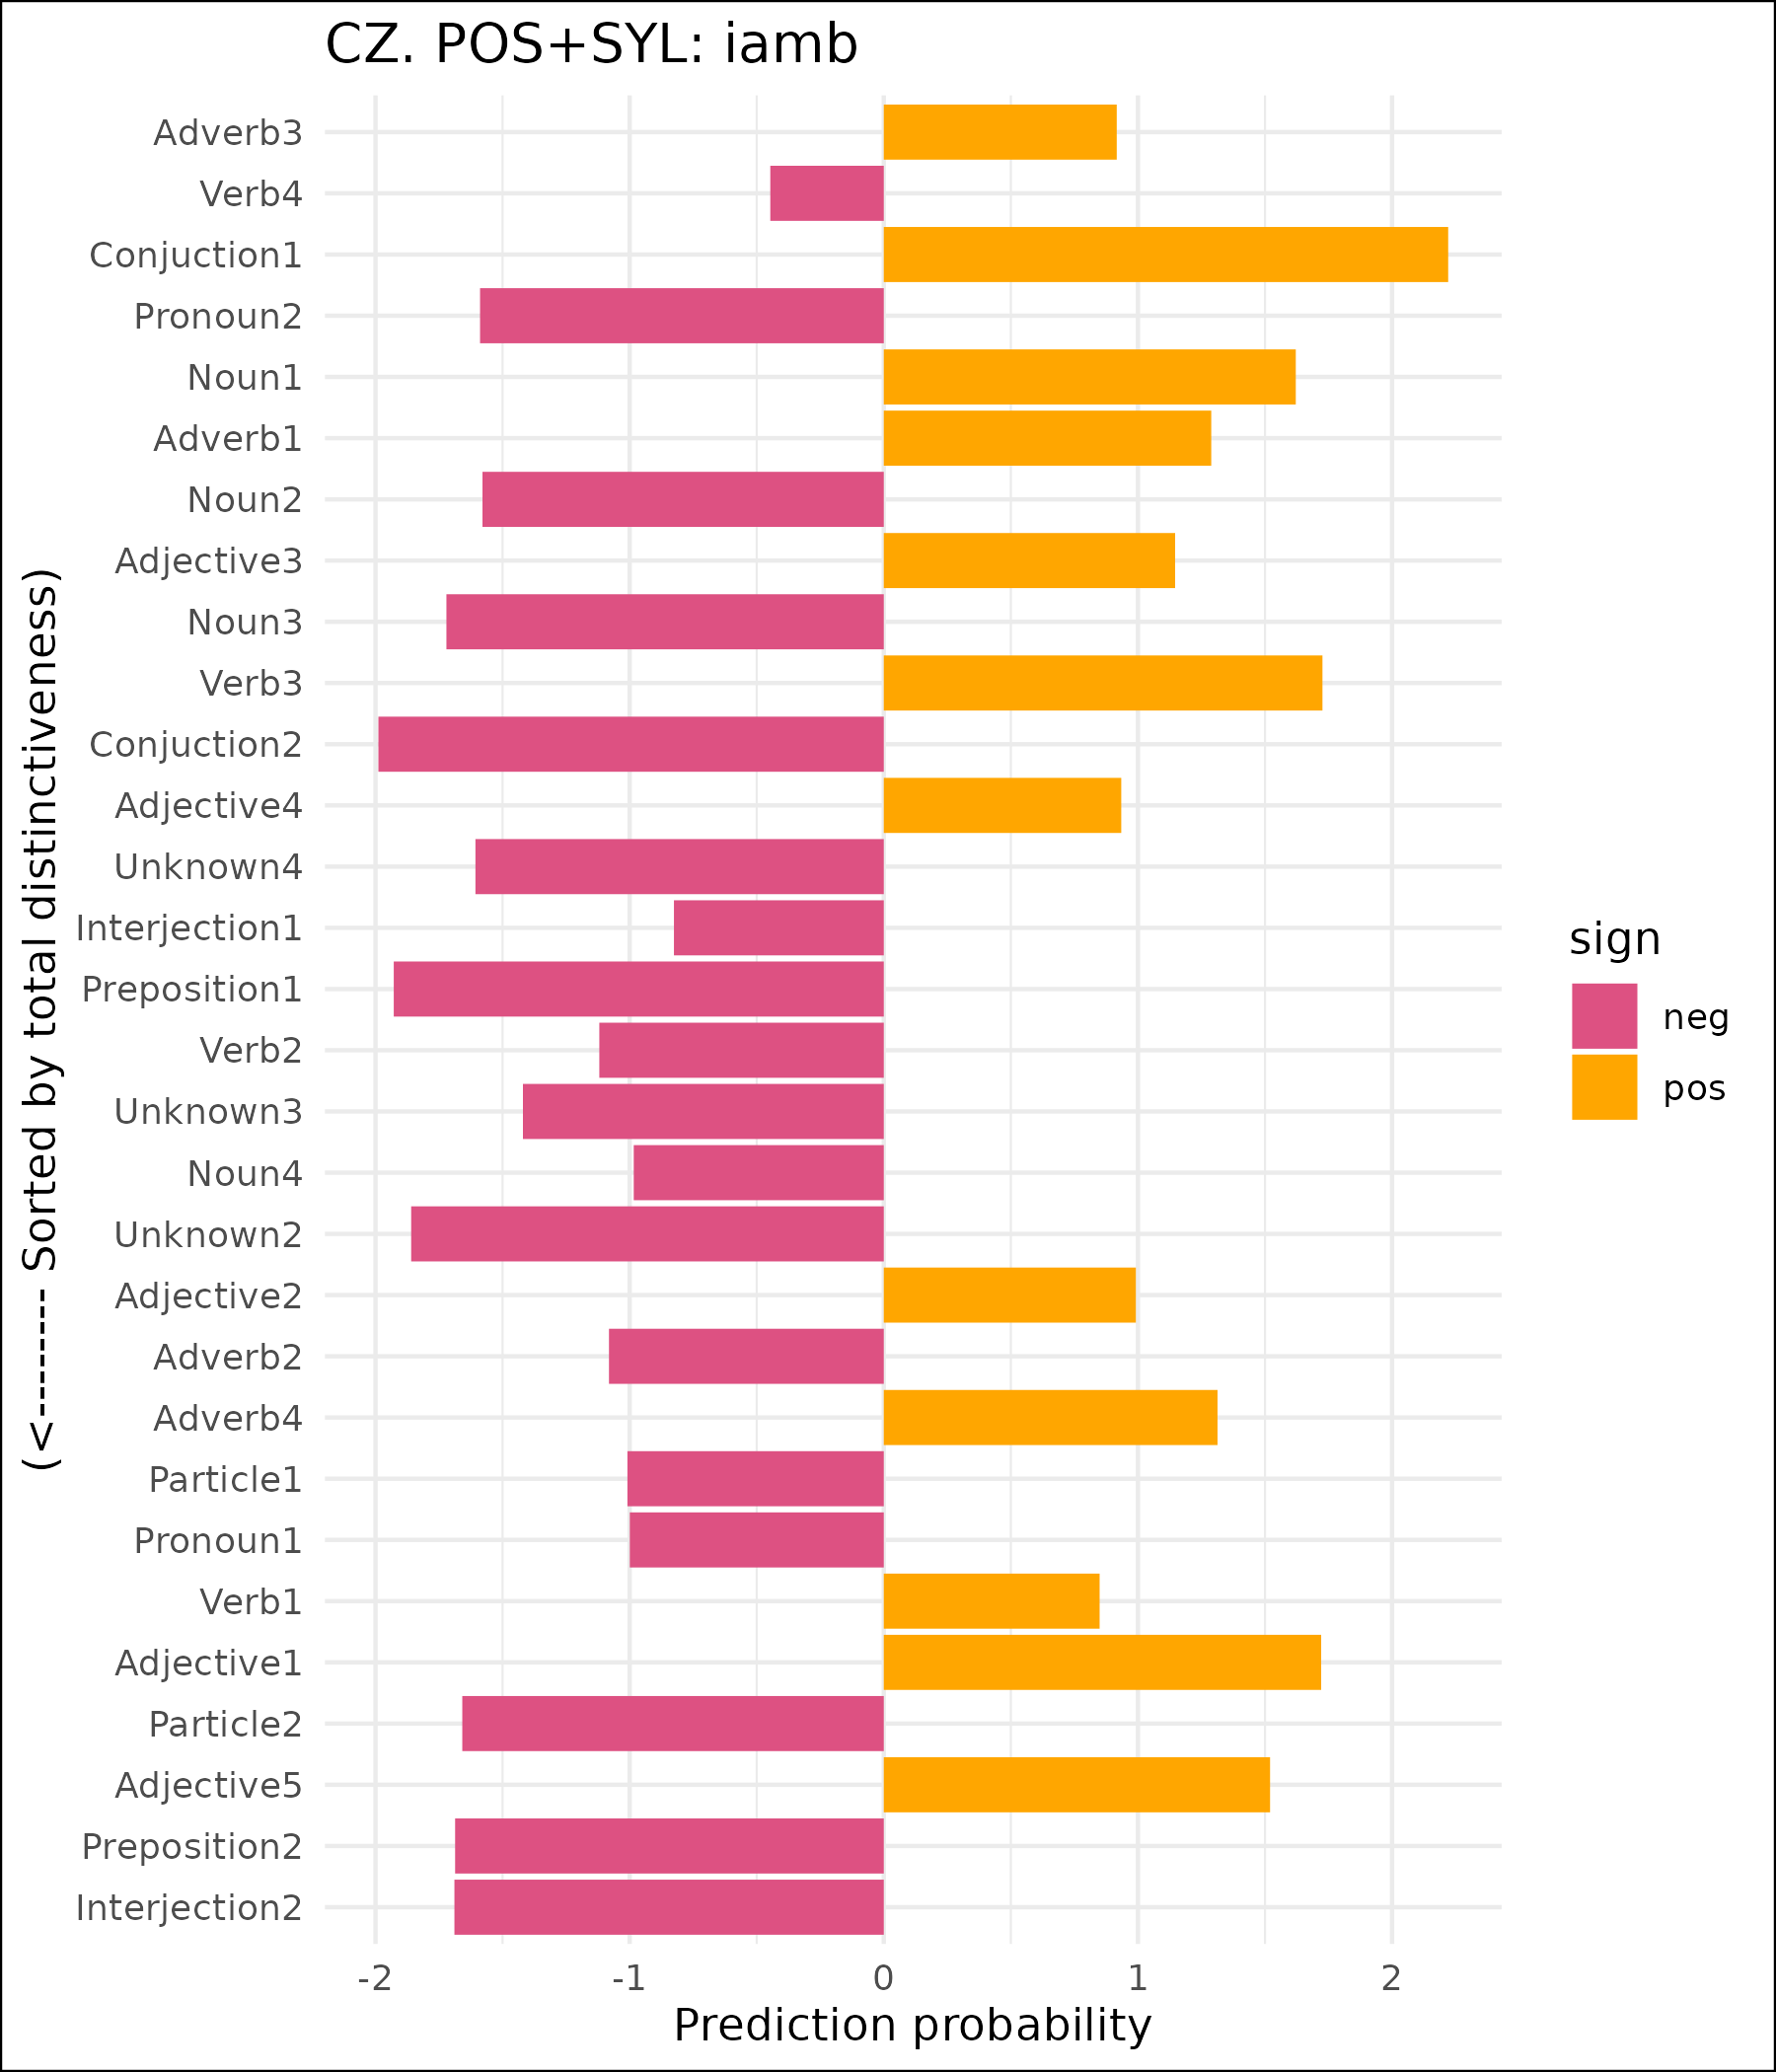 CZ. POS+SYL: iamb
Adverb3
Verb4
Conjuction1
Pronoun2
Noun1
Adverb1
Noun2
Adjective3
Noun3
Verb3
Conjuction2
Adjective4
Unknown4
Interjection1
Preposition1
Verb2
Unknown3
Noun4
Unknown2
Adjective2
Adverb2
Adverb4
Particle1
Pronoun1
Verb1
Adjective1
Particle2
Adjective5
Preposition2
Interjection2
(<--------- Sorted by total distinctiveness)
-2 -1 0 1 2
Prediction probability
sign
neg
pos